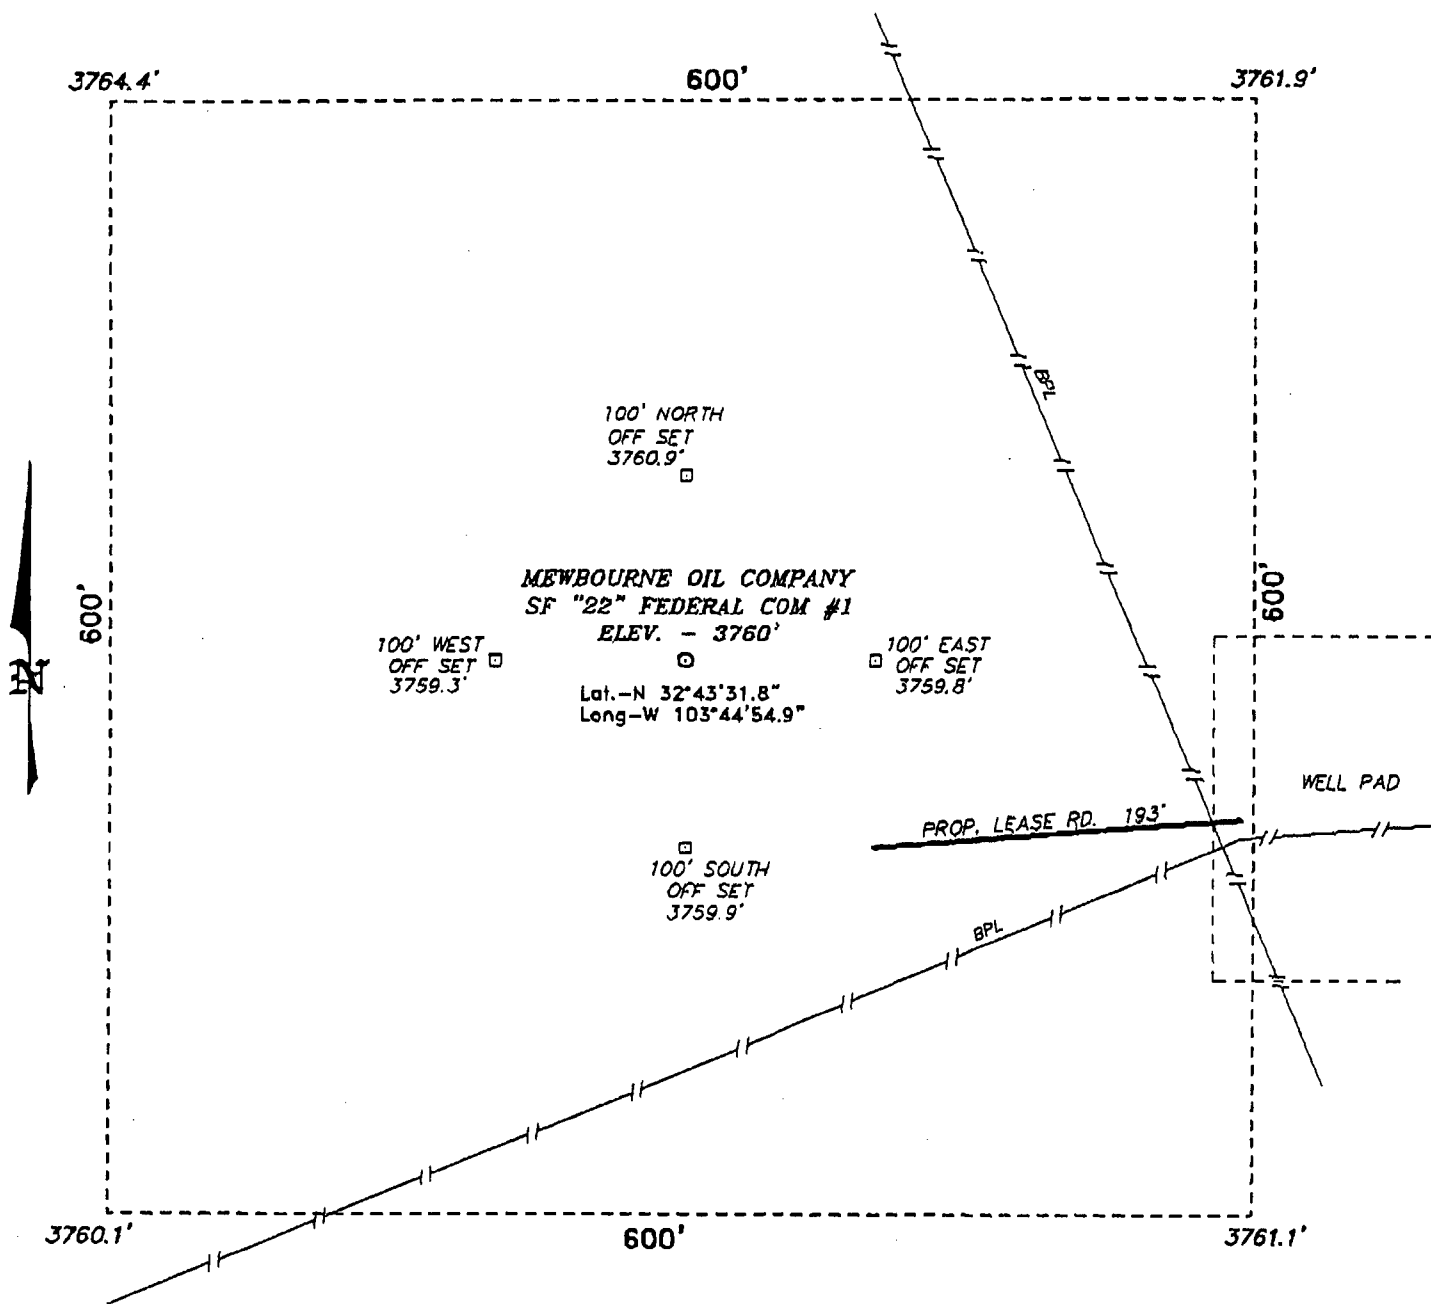 3764.4'
600'
3761.9'
BPL
100' NORTH
OFF SET
3760.9'
MEWBOURNE OIL COMPANY
SF "22" FEDERAL COM #1
ELEV. - 3760'
600'
600'
100' WEST
OFF SET
3759.3'
100' EAST
OFF SET
3759.8'
Lat.-N 32°43'31.8"
Long-W 103°44'54.9"
N
WELL PAD
PROP. LEASE RD. 193'
100' SOUTH
OFF SET
3759.9'
BPL
3760.1'
600'
3761.1'